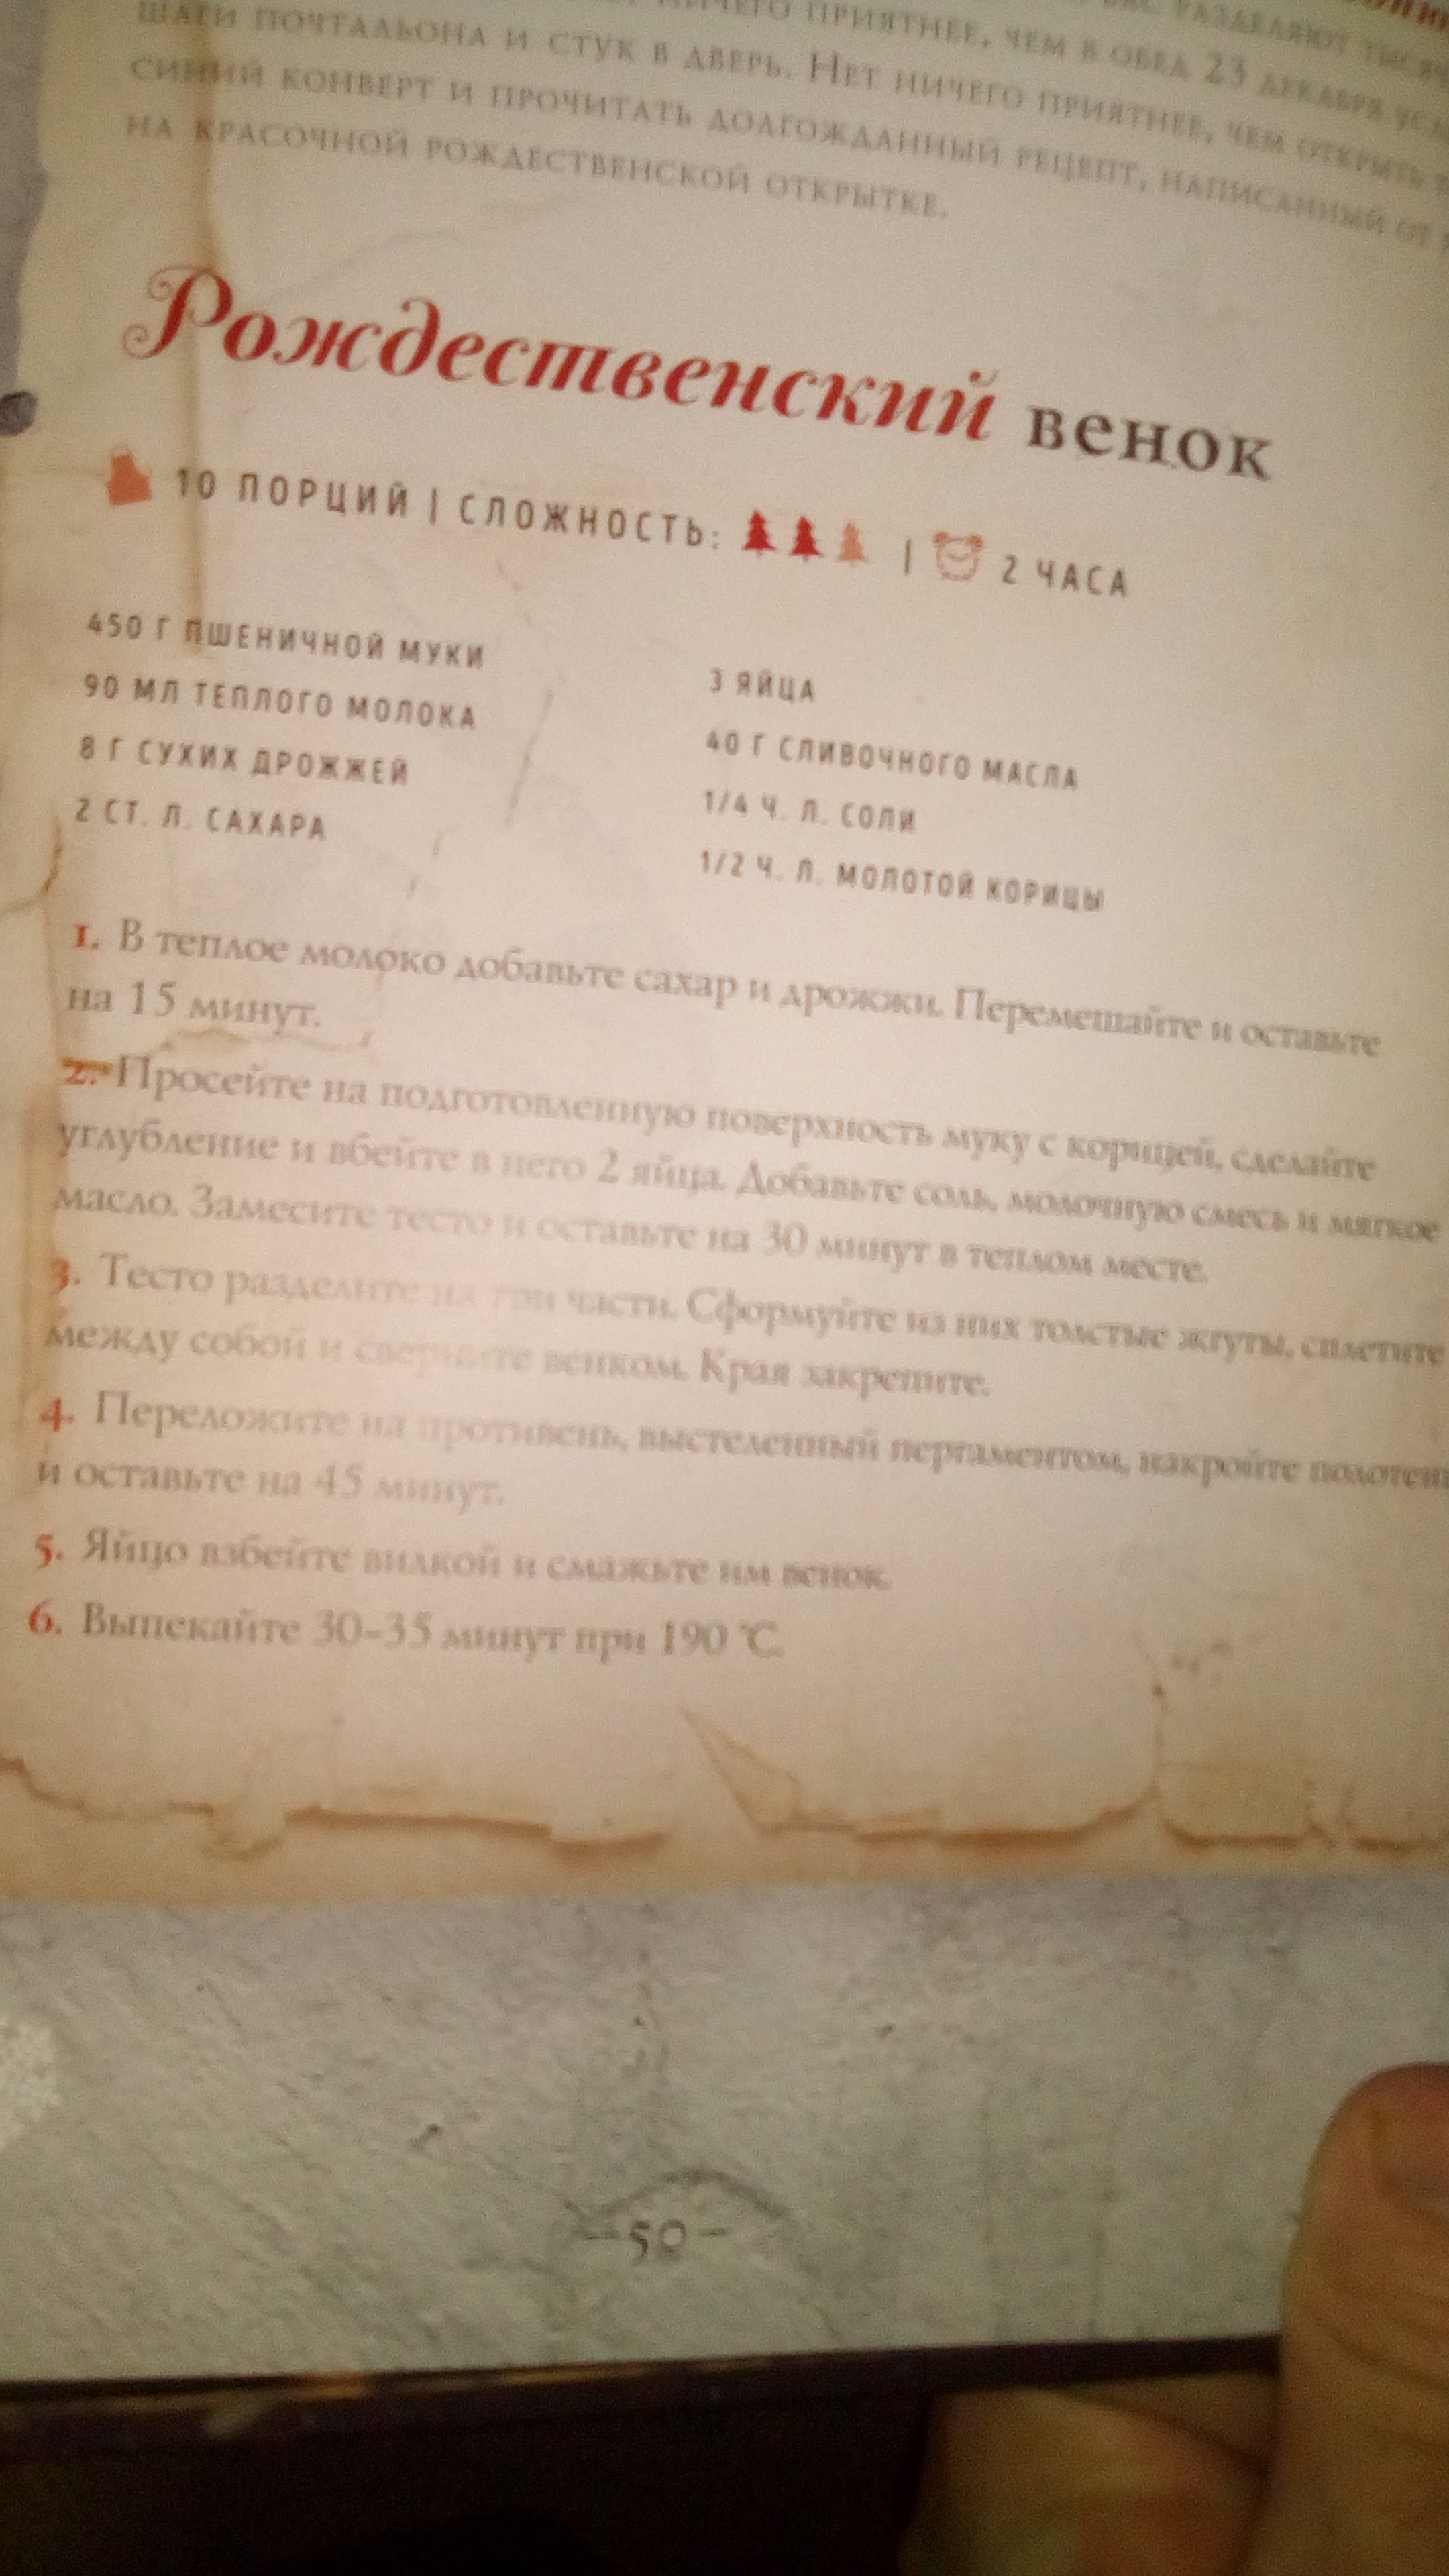 НИЧЕГО ПРИЯТНЕЕ, ЧЕМ В ОБЕД 23 ДЕКАБРЯ
РАЗДЕЛЯЮТ
ШАГИ ПОЧТАЛЬОНА И СТУК В ДВЕРЬ. НЕТ НИЧЕГО ПРИЯТНЕЕ, ЧЕМ ОТКРЫТЬ
СИНИЙ КОНВЕРТ И ПРОЧИТАТЬ ДОЛГОЖДАННЫЙ РЕЦЕПТ, НАПИСАННЫЙ ОТ
НА КРАСОЧНОЙ РОЖДЕСТВЕНСКОЙ ОТКРЫТКЕ.
Рождественский венок
10 ПОРЦИЙ | СЛОЖНОСТЬ: | 2 ЧАСА
450 Г ПШЕНИЧНОЙ МУКИ
90 МЛ ТЕПЛОГО МОЛОКА
8 Г СУХИХ ДРОЖЖЕЙ
2 СТ. Л. САХАРА
3 ЯЙЦА
40 Г СЛИВОЧНОГО МАСЛА
1/4 Ч. Л. СОЛИ
1/2 Ч. Л. МОЛОТОЙ КОРИЦЫ
1. В теплое молоко добавьте сахар и дрожжи. Перемешайте и оставьте
на 15 минут.
2. Просейте на подготовленную поверхность муку с корицей, сделайте
углубление и вбейте в него 2 яйца. Добавьте соль, молочную смесь и мягкое
масло. Замесите тесто и оставьте на 30 минут в теплом месте.
3. Тесто разделите на три части. Сформуйте из них толстые жгуты, сплетите
между собой и сверните венком. Края закрепите.
4. Переложите на противень, выстеленный пергаментом, накройте
и оставьте на 45 минут.
5. Яйцо взбейте вилкой и смажьте им венок.
6. Выпекайте 30–35 минут при 190 °С.
–50–